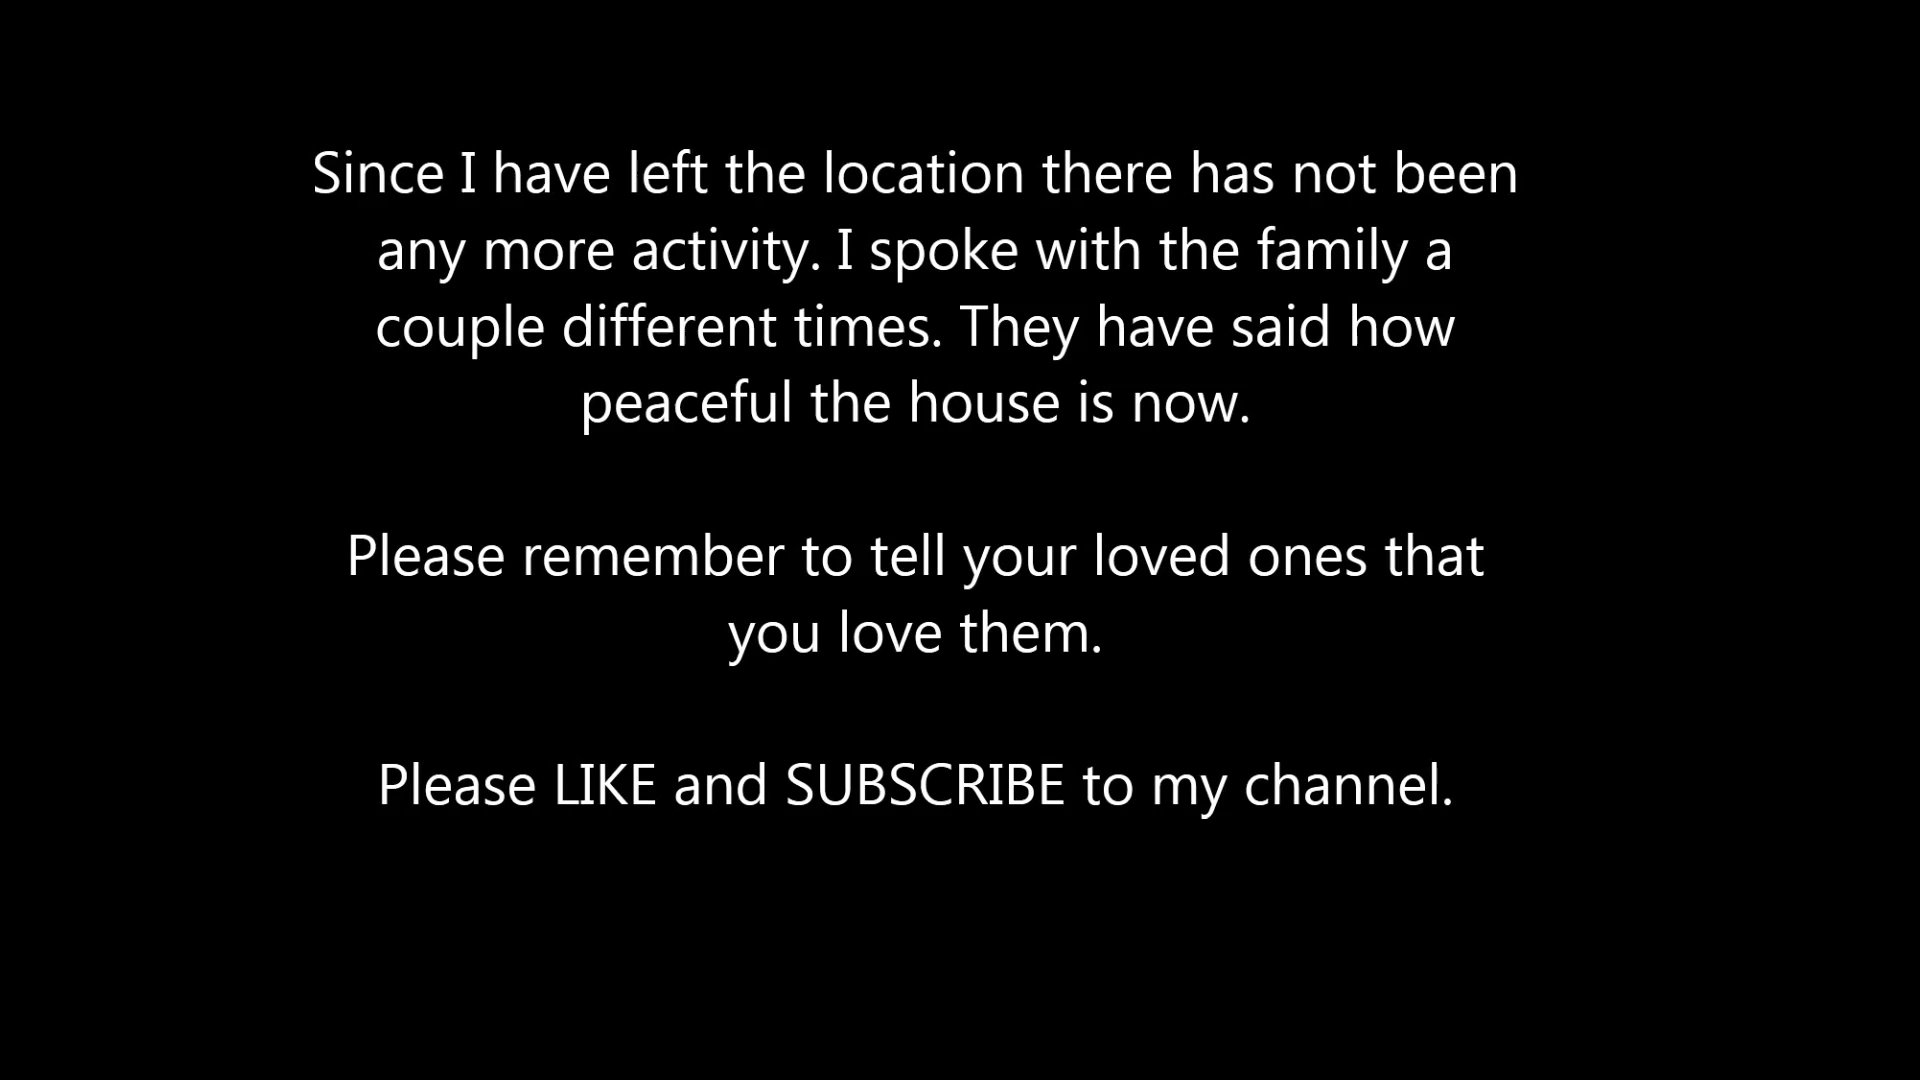 Since I have left the location there has not been
any more activity. I spoke with the family a
couple different times. They have said how
peaceful the house is now.
Please remember to tell your loved ones that
you love them.
Please LIKE and SUBSCRIBE to my channel.